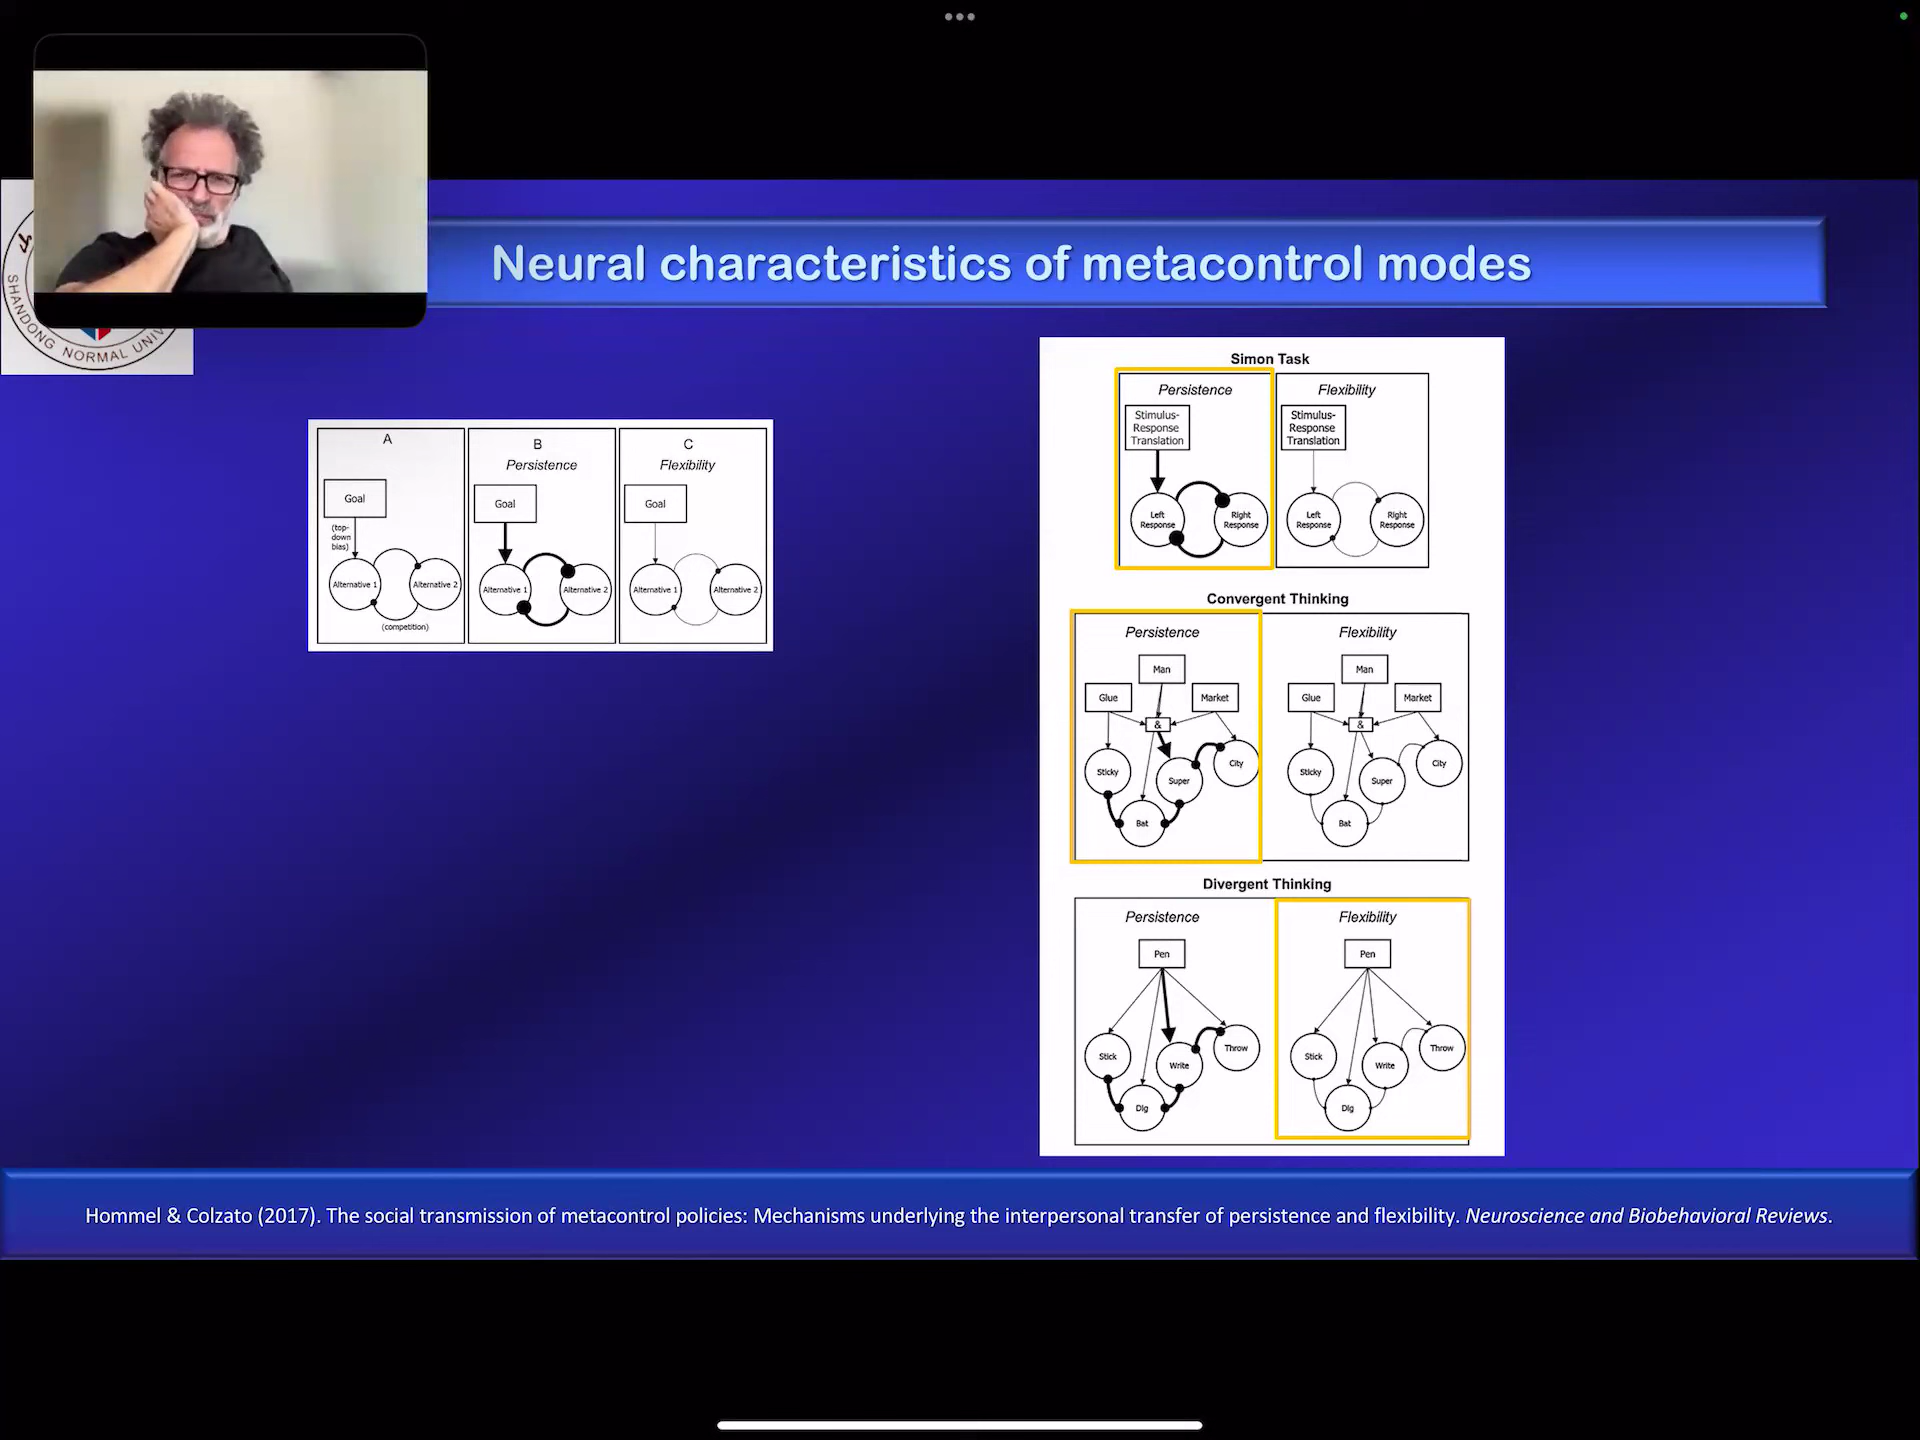 Neural characteristics of metacontrol modes
SHANDONG NORMAL UNIV
A
Goal
(top-
down
bias)
Alternative 1
Alternative 2
(competition)
B
Persistence
Goal
Alternative 1
Alternative 2
C
Flexibility
Goal
Alternative 1
Alternative 2
Simon Task
Persistence
Stimulus-
Response
Translation
Left
Response
Right
Response
Flexibility
Stimulus-
Response
Translation
Left
Response
Right
Response
Convergent Thinking
Persistence
Man
Glue
Market
&
Sticky
Super
City
Bat
Flexibility
Man
Glue
Market
&
Sticky
Super
City
Bat
Divergent Thinking
Persistence
Pen
Stick
Write
Throw
Dig
Flexibility
Pen
Stick
Write
Throw
Dig
Hommel & Colzato (2017). The social transmission of metacontrol policies: Mechanisms underlying the interpersonal transfer of persistence and flexibility. Neuroscience and Biobehavioral Reviews.